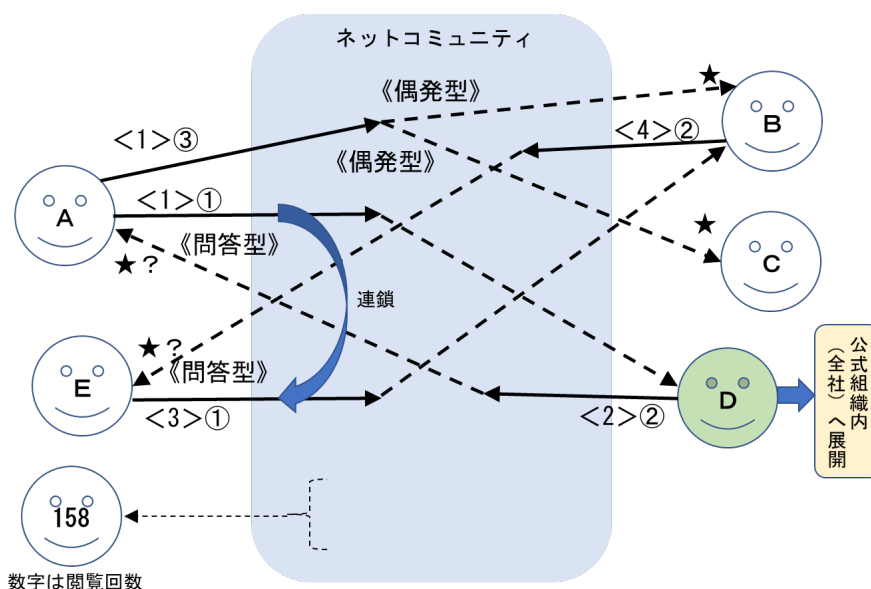 ネットコミュニティ
《偶発型》
★
B
<1>③
<4>②
《偶発型》
A
<1>①
★
C
《問答型》
★?
連鎖
★?
E
《問答型》
<3>①
<2>②
D
公式組織内
(全社)へ展開
158
数字は閲覧回数